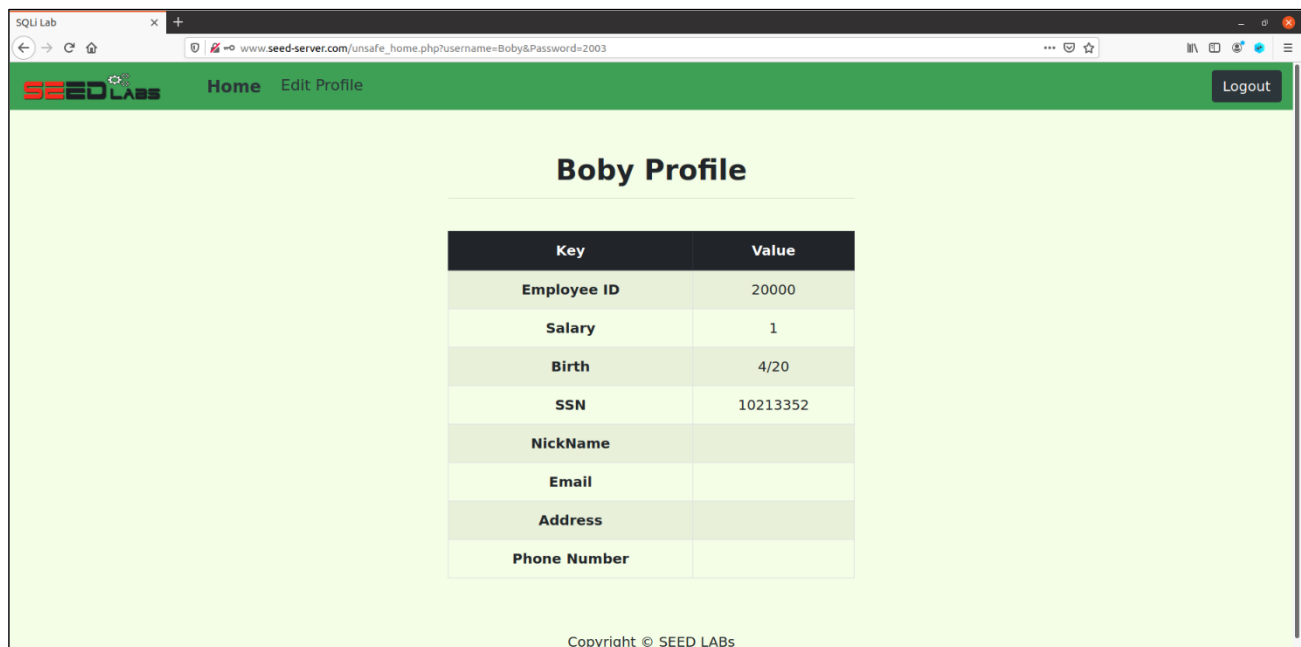 SQLi Lab
www.seed-server.com/unsafe_home.php?username=Boby&Password=2003
SEED LABS Home Edit Profile Logout
Boby Profile
Key Value
Employee ID 20000
Salary 1
Birth 4/20
SSN 10213352
NickName
Email
Address
Phone Number
Copyright © SEED LABs